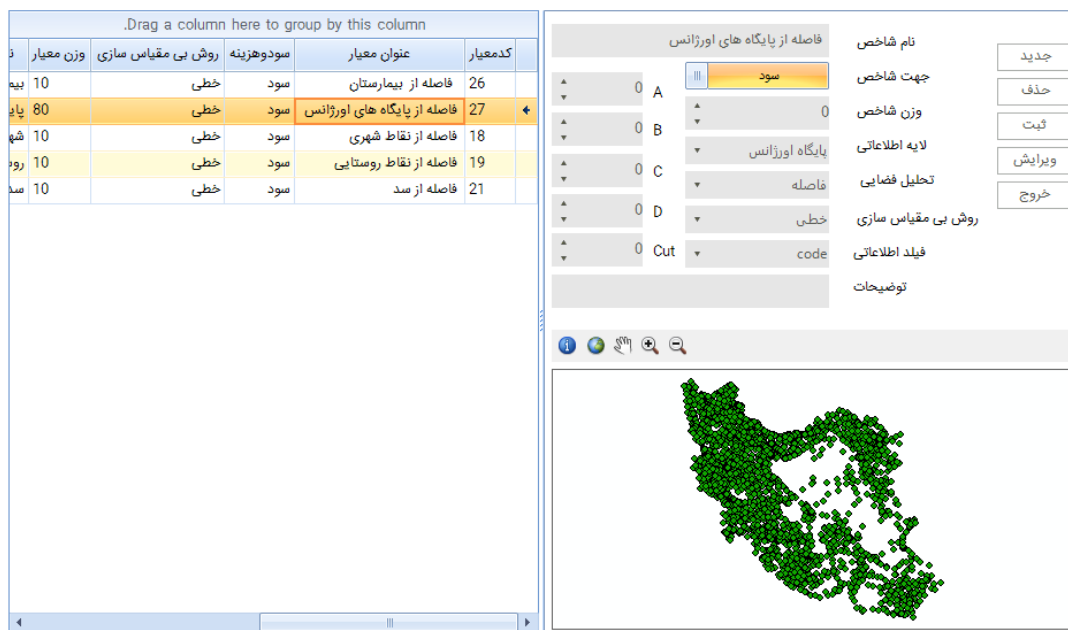 Drag a column here to group by this column.
کدمعیار عنوان معیار سودوهزینه روش بی مقیاس سازی وزن معیار
26 فاصله از بیمارستان سود خطی 10
27 فاصله از پایگاه های اورژانس سود خطی 80
18 فاصله از نقاط شهری سود خطی 10
19 فاصله از نقاط روستایی سود خطی 10
21 فاصله از سد سود خطی 10 سد
جدید
حذف
ثبت
ویرایش
خروج
نام شاخص فاصله از پایگاه های اورژانس
جهت شاخص سود
وزن شاخص 0
لایه اطلاعاتی پایگاه اورژانس
تحلیل فضایی فاصله
روش بی مقیاس سازی خطی
فیلد اطلاعاتی code
توضیحات
A 0
B 0
C 0
D 0
Cut 0